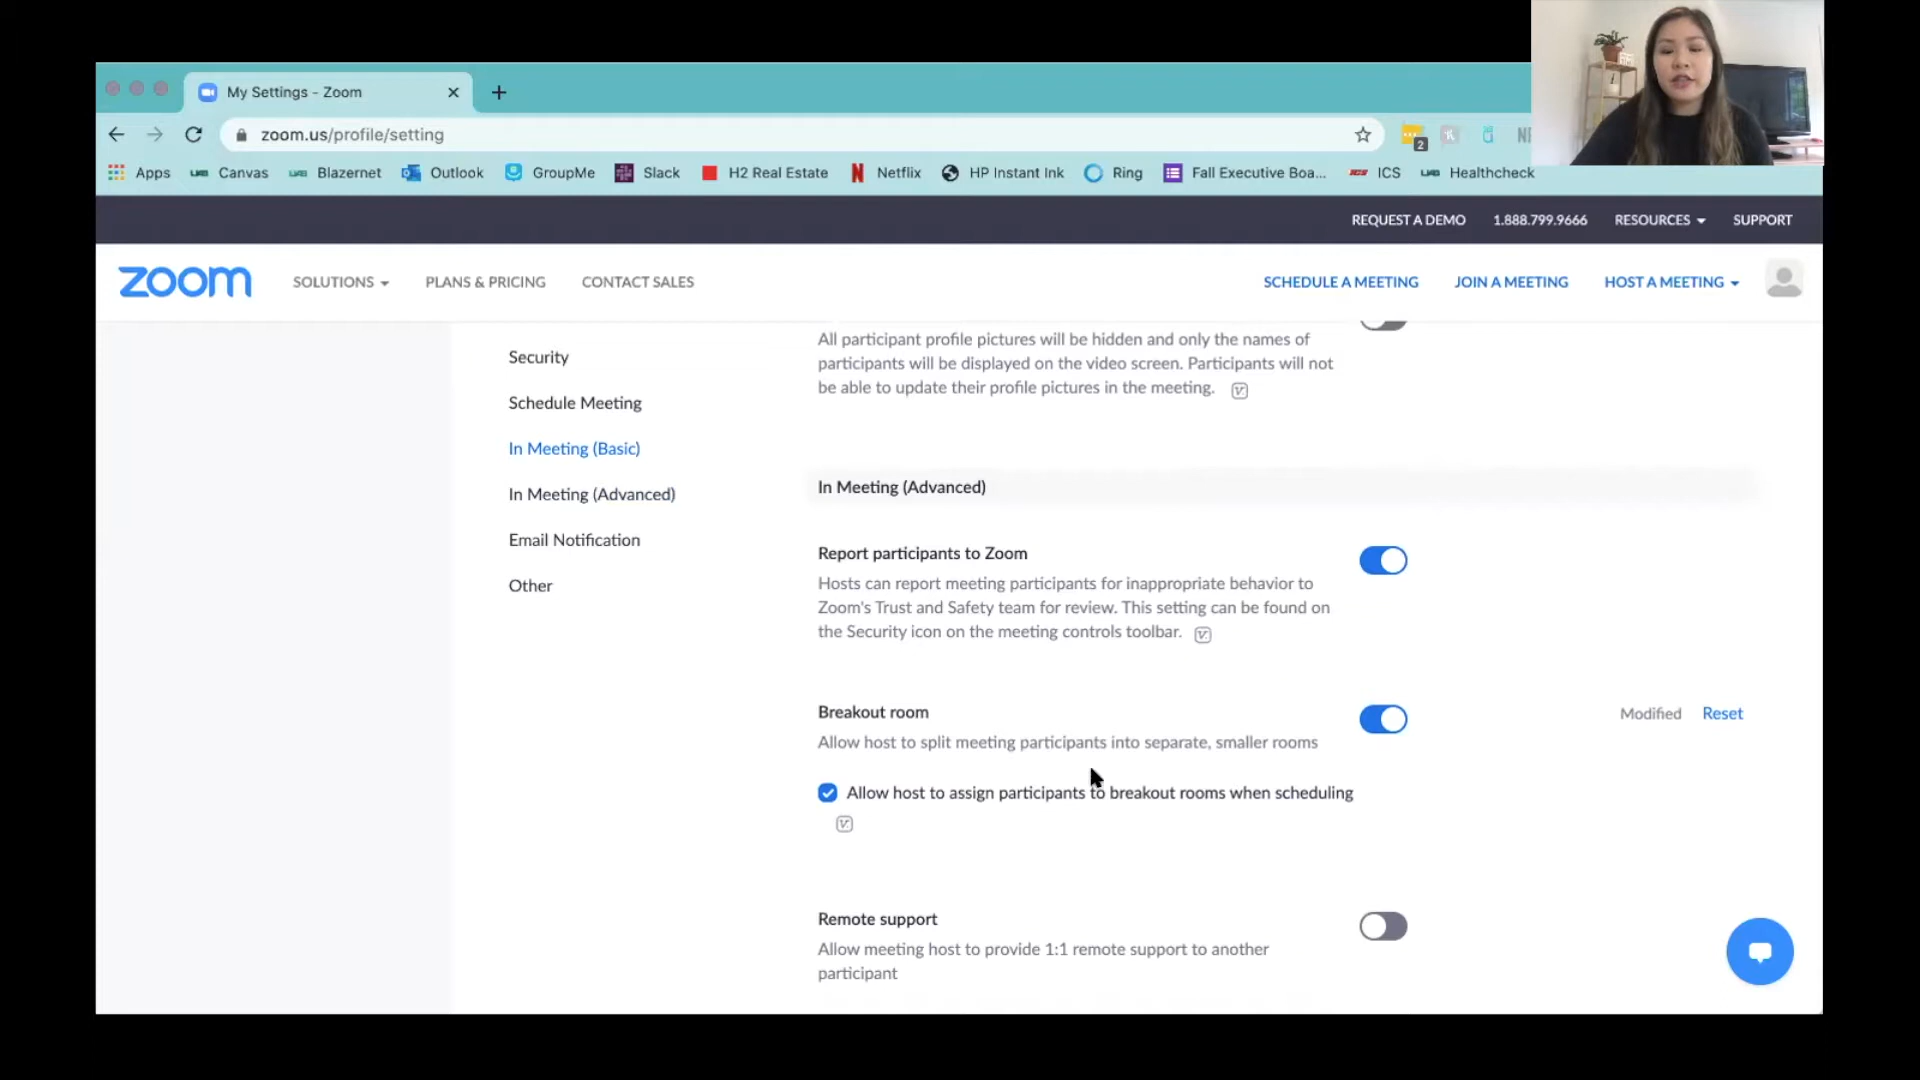 My Settings - Zoom
zoom.us/profile/setting
2
Apps
Canvas
Blazernet
Outlook
GroupMe
Slack
H2 Real Estate
Netflix
HP Instant Ink
Ring
Fall Executive Boa...
ICS
Healthcheck
REQUEST A DEMO
1.888.799.9666
RESOURCES
SUPPORT
zoom
SOLUTIONS
PLANS & PRICING
CONTACT SALES
SCHEDULE A MEETING
JOIN A MEETING
HOST A MEETING
Security
Schedule Meeting
In Meeting (Basic)
In Meeting (Advanced)
Email Notification
Other
All participant profile pictures will be hidden and only the names of
participants will be displayed on the video screen. Participants will not
be able to update their profile pictures in the meeting.
In Meeting (Advanced)
Report participants to Zoom
Hosts can report meeting participants for inappropriate behavior to
Zoom's Trust and Safety team for review. This setting can be found on
the Security icon on the meeting controls toolbar.
Breakout room
Modified
Reset
Allow host to split meeting participants into separate, smaller rooms
Allow host to assign participants to breakout rooms when scheduling
Remote support
Allow meeting host to provide 1:1 remote support to another
participant